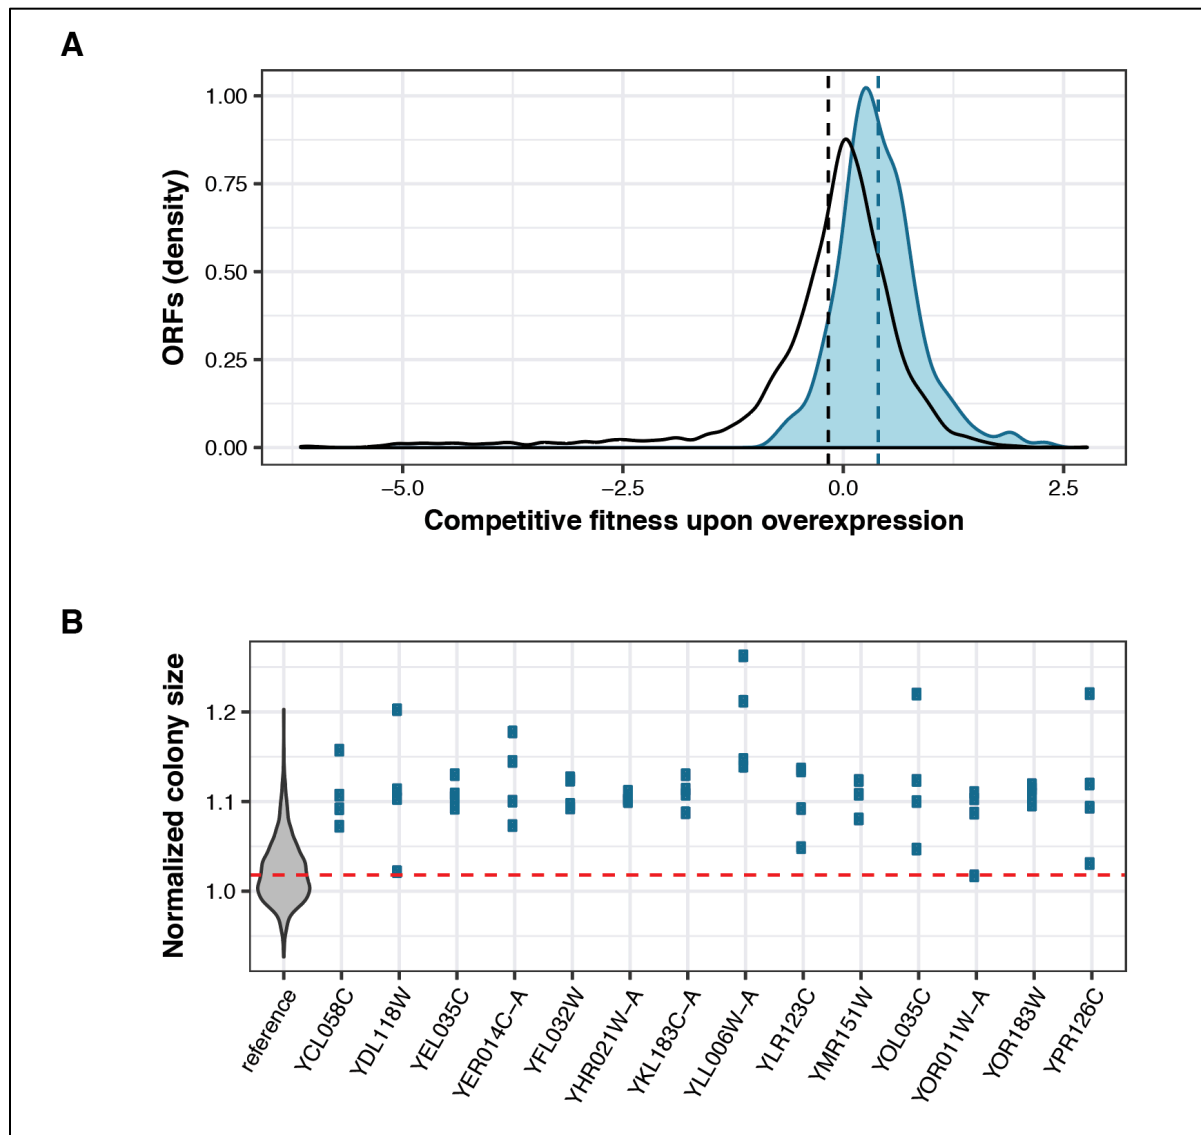 A
1.00
0.75
0.50
0.25
0.00
ORFs (density)
−5.0 −2.5 0.0 2.5
Competitive fitness upon overexpression
B
1.2
1.1
1.0
Normalized colony size
reference YCL058C YDL118W YEL035C YER014C−A YFL032W YHR021W−A YKL183C−A YLL006W−A YLR123C YMR151W YOL035C YOR011W−A YOR183W YPR126C